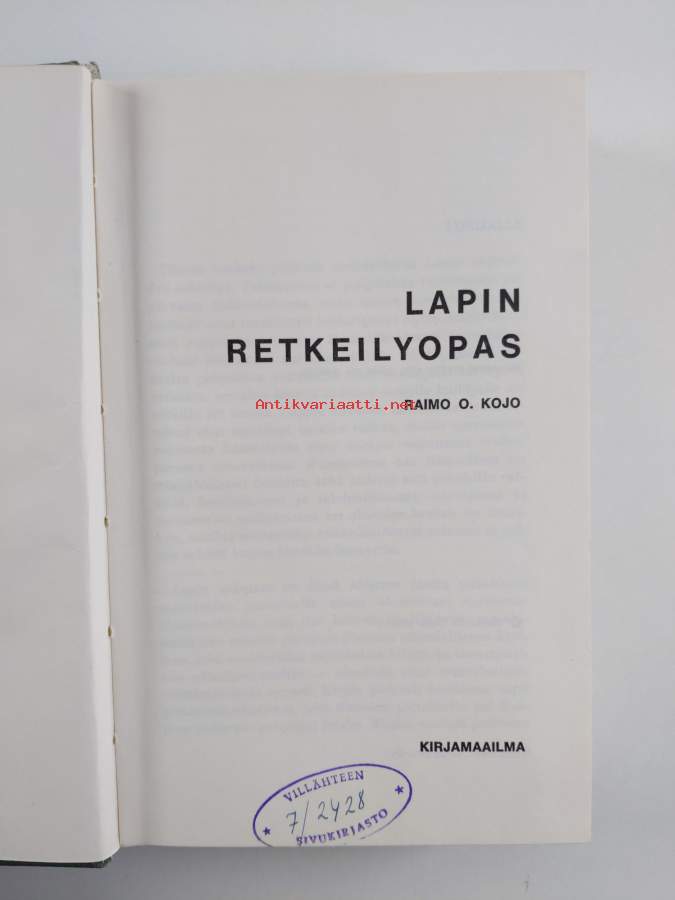 LAPIN
RETKEILYOPAS
Antikvariaatti.net
RAIMO O. KOJO
KIRJAMAAILMA
VILLÄHTEEN
7/2428
SIVUKIRJASTO